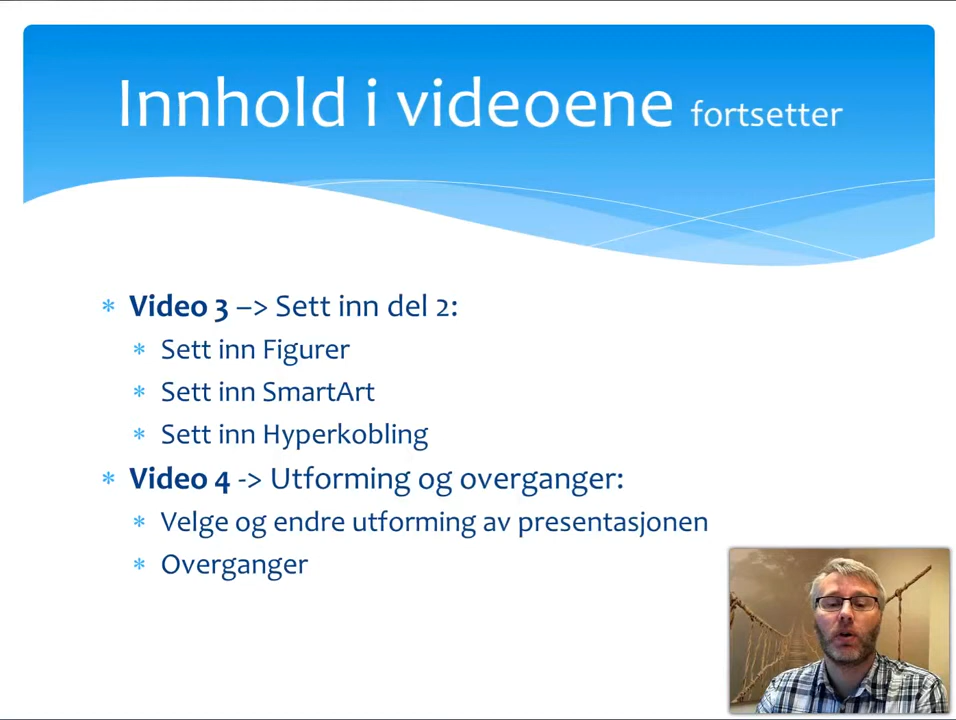 Innhold i videoene fortsetter
* Video 3 –> Sett inn del 2:
* Sett inn Figurer
* Sett inn SmartArt
* Sett inn Hyperkobling
* Video 4 -> Utforming og overganger:
* Velge og endre utforming av presentasjonen
* Overganger